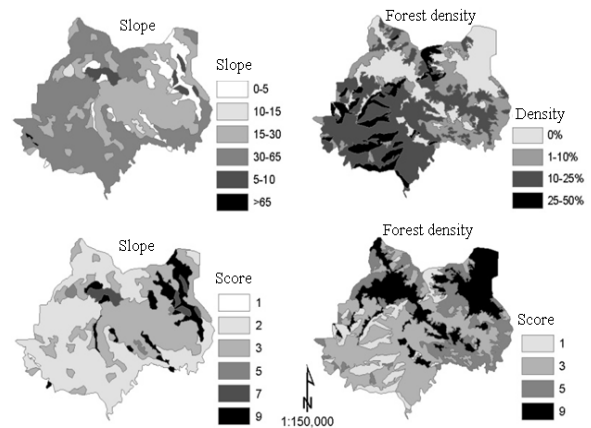 Slope
Slope
0-5
10-15
15-30
30-65
5-10
>65
Forest density
Density
0%
1-10%
10-25%
25-50%
Slope
Score
1
2
3
5
7
9
Forest density
Score
1
3
5
9
N
1:150,000